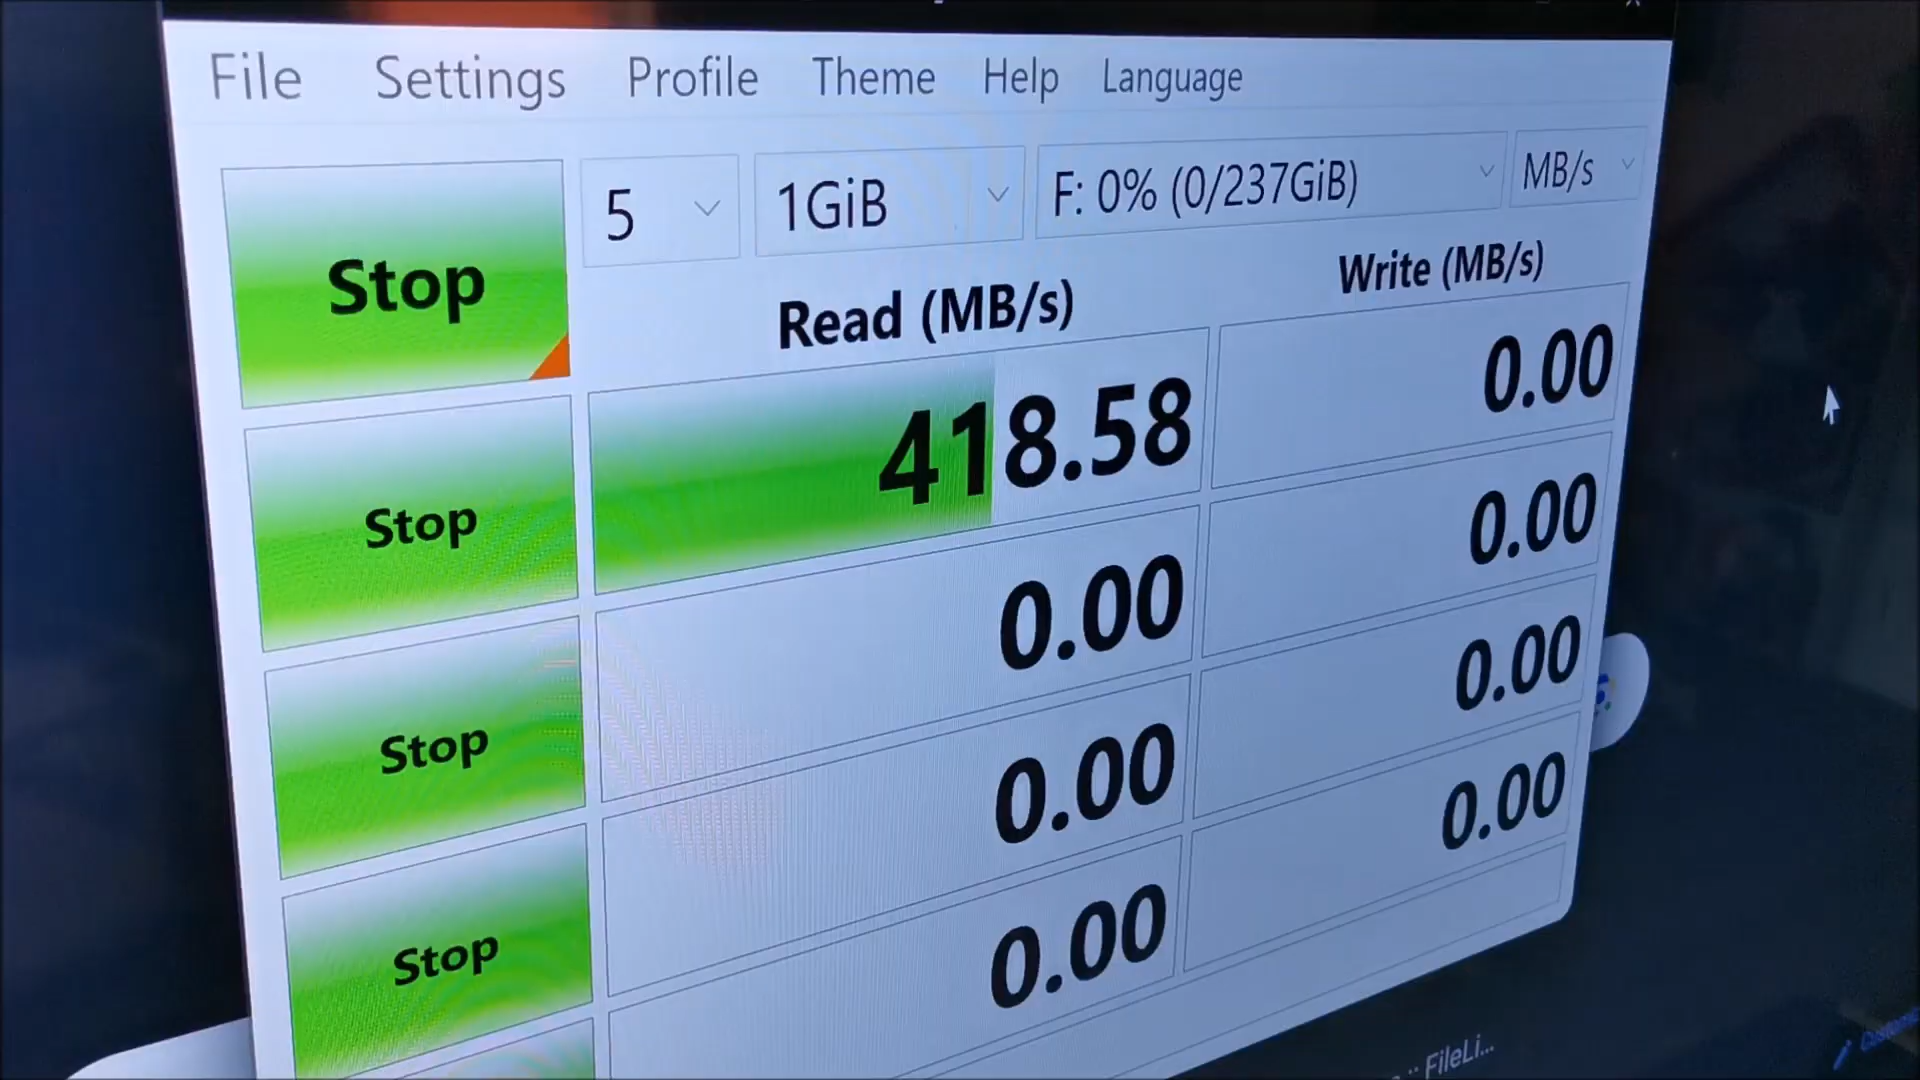 File Settings Profile Theme Help Language
Stop 5 1GiB F: 0% (0/237GiB) MB/s
Read (MB/s) Write (MB/s)
418.58 0.00
Stop 0.00 0.00
Stop 0.00 0.00
Stop 0.00 0.00
FileLi...